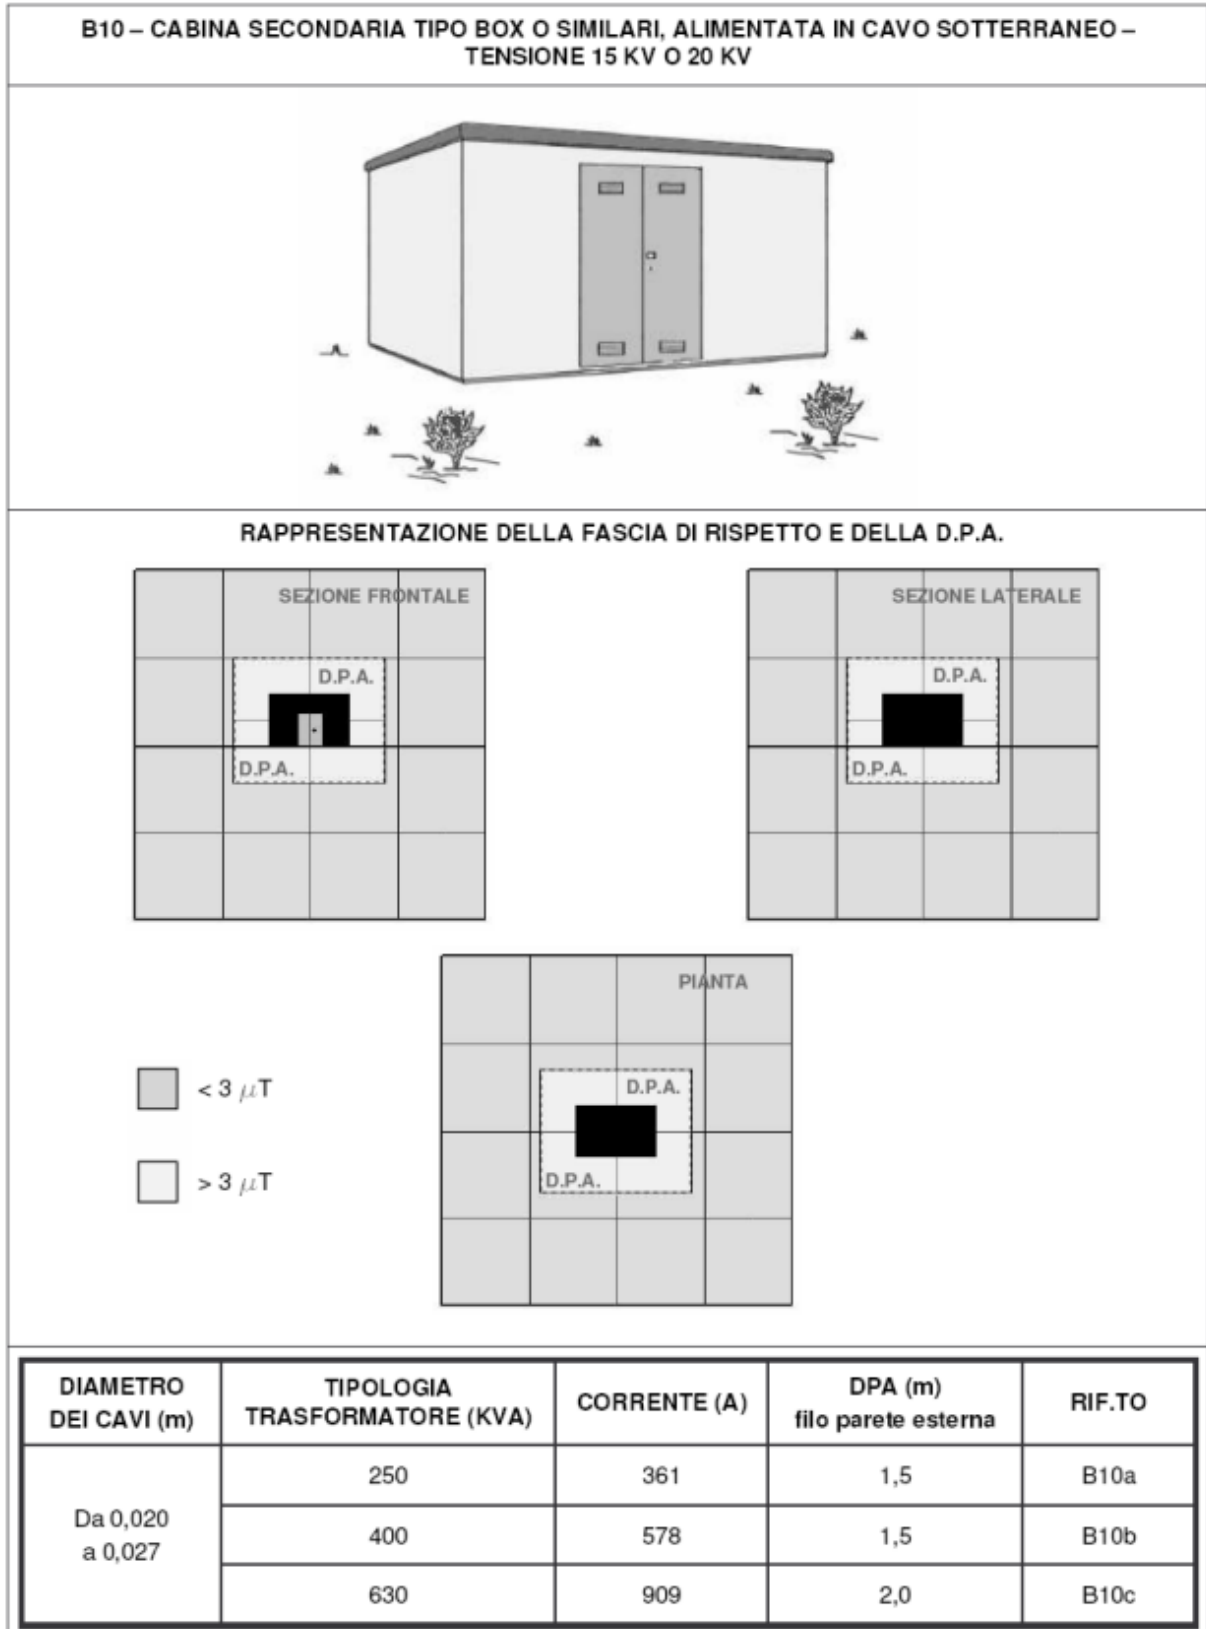 B10 – CABINA SECONDARIA TIPO BOX O SIMILARI, ALIMENTATA IN CAVO SOTTERRANEO –
TENSIONE 15 KV O 20 KV
RAPPRESENTAZIONE DELLA FASCIA DI RISPETTO E DELLA D.P.A.
SEZIONE FRONTALE
D.P.A.
D.P.A.
SEZIONE LATERALE
D.P.A.
D.P.A.
PIANTA
D.P.A.
D.P.A.
< 3 μT
> 3 μT
DIAMETRO
DEI CAVI (m)
TIPOLOGIA
TRASFORMATORE (KVA)
CORRENTE (A)
DPA (m)
filo parete esterna
RIF.TO
Da 0,020
a 0,027
250
361
1,5
B10a
400
578
1,5
B10b
630
909
2,0
B10c